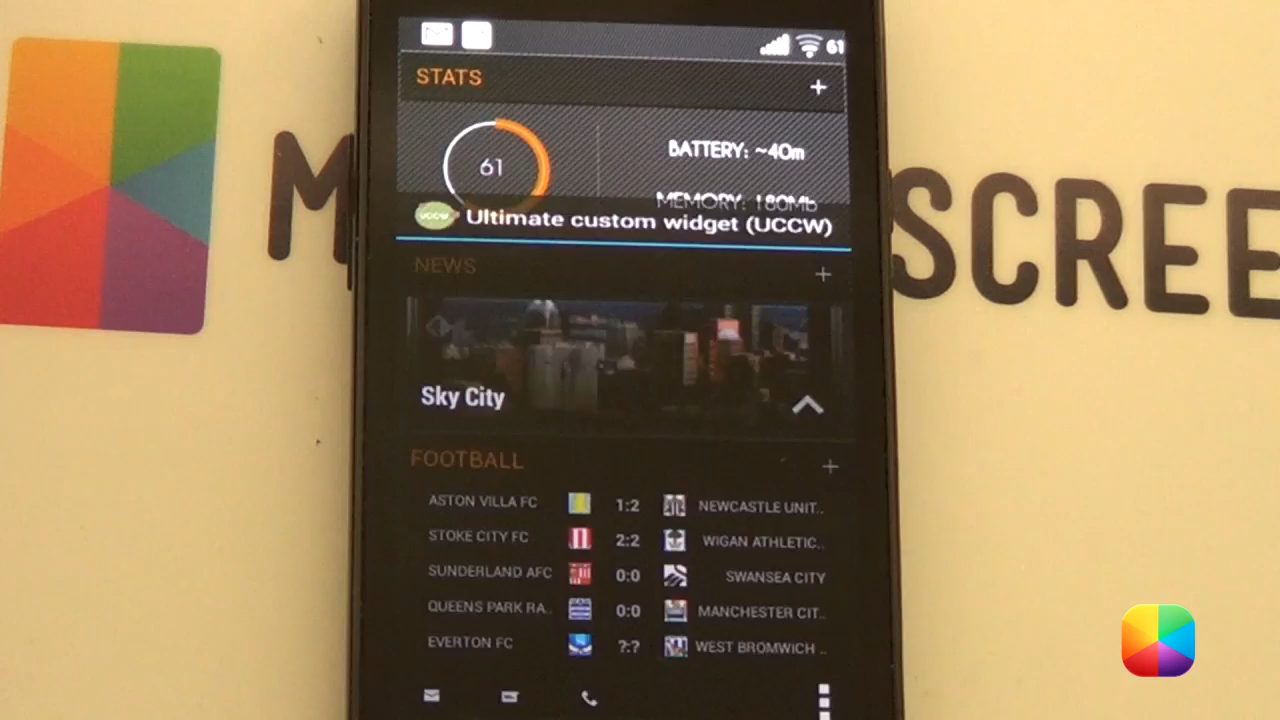 61
STATS
+
61
BATTERY: ~40m
MEMORY: 180Mb
UCCW
Ultimate custom widget (UCCW)
NEWS
+
M
SCREE
Sky City
FOOTBALL
+
ASTON VILLA FC 1:2 NEWCASTLE UNIT..
STOKE CITY FC 2:2 WIGAN ATHLETIC..
SUNDERLAND AFC 0:0 SWANSEA CITY
QUEENS PARK RA.. 0:0 MANCHESTER CIT..
EVERTON FC ?:? WEST BROMWICH ..